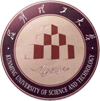 昆明理工大学
KUNMING UNIVERSITY OF SCIENCE AND TECHNOLOGY